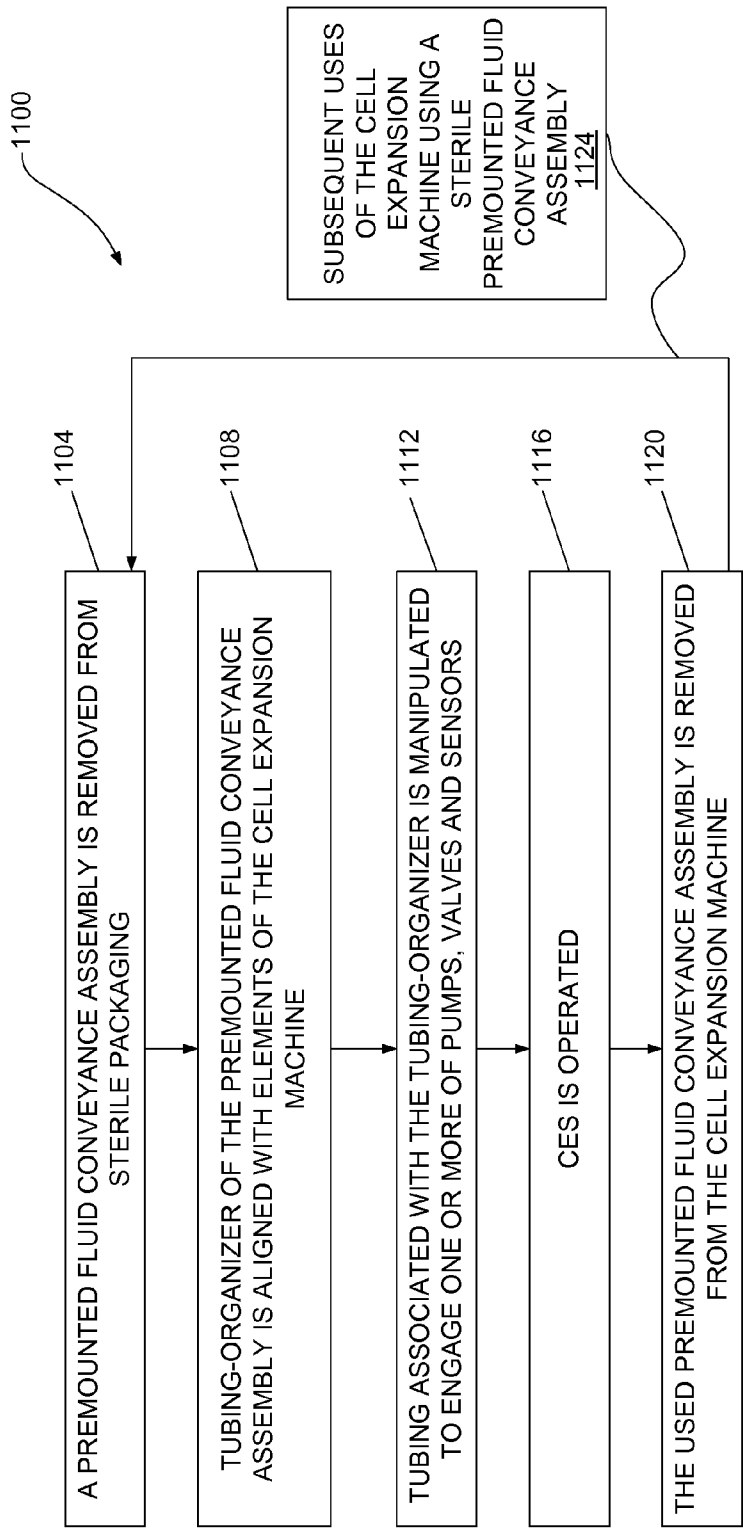 1100
1104
A PREMOUNTED FLUID CONVEYANCE ASSEMBLY IS REMOVED FROM
STERILE PACKAGING
1108
TUBING-ORGANIZER OF THE PREMOUNTED FLUID CONVEYANCE
ASSEMBLY IS ALIGNED WITH ELEMENTS OF THE CELL EXPANSION
MACHINE
1112
TUBING ASSOCIATED WITH THE TUBING-ORGANIZER IS MANIPULATED
TO ENGAGE ONE OR MORE OF PUMPS, VALVES AND SENSORS
1116
CES IS OPERATED
1120
THE USED PREMOUNTED FLUID CONVEYANCE ASSEMBLY IS REMOVED
FROM THE CELL EXPANSION MACHINE
SUBSEQUENT USES
OF THE CELL
EXPANSION
MACHINE USING A
STERILE
PREMOUNTED FLUID
CONVEYANCE
ASSEMBLY
1124